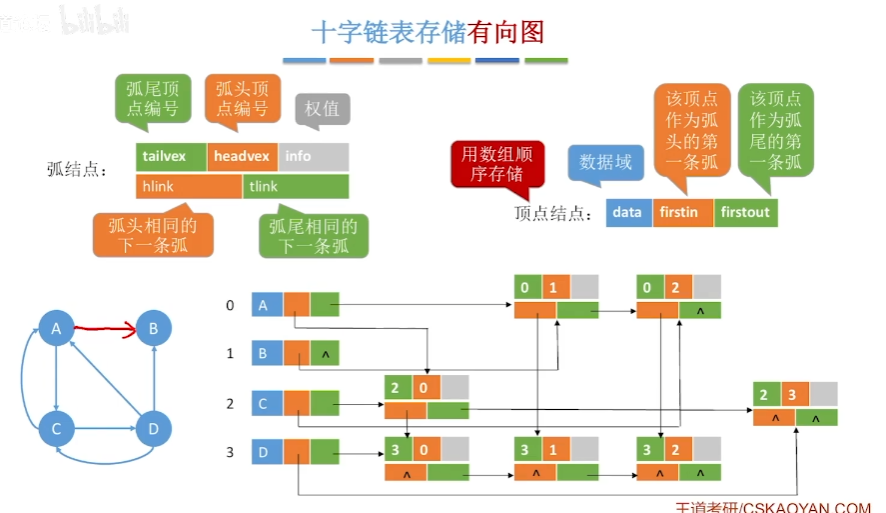 bilibili
十字链表存储有向图
弧尾顶
点编号
弧头顶
点编号
权值
该顶点
作为弧
头的第
一条弧
该顶点
作为弧
尾的第
一条弧
弧结点：
tailvex headvex info
hlink tlink
用数组顺
序存储
数据域
顶点结点：
data firstin firstout
弧头相同的
下一条弧
弧尾相同的
下一条弧
A B
C D
0 A
0 1
0 2 ^
1 B ^
2 C
2 0
2 3 ^ ^
3 D
3 0 ^
3 1 ^
3 2 ^ ^
王道考研/CSKAOYAN.COM